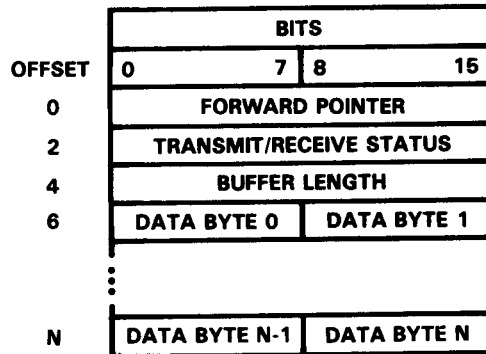 BITS
OFFSET 0 7 8 15
0 FORWARD POINTER
2 TRANSMIT/RECEIVE STATUS
4 BUFFER LENGTH
6 DATA BYTE 0 DATA BYTE 1
N DATA BYTE N-1 DATA BYTE N